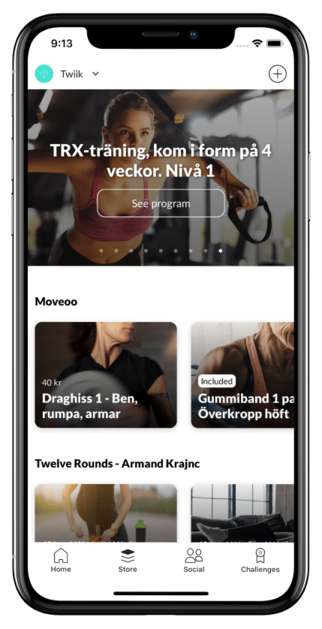 9:13
Twiik
TRX-träning, kom i form på 4
veckor. Nivå 1
See program
Moveoo
40 kr
Draghiss 1 - Ben,
rumpa, armar
Included
Gummiband 1 pa
Överkropp höft
Twelve Rounds - Armand Krajnc
Home
Store
Social
Challenges